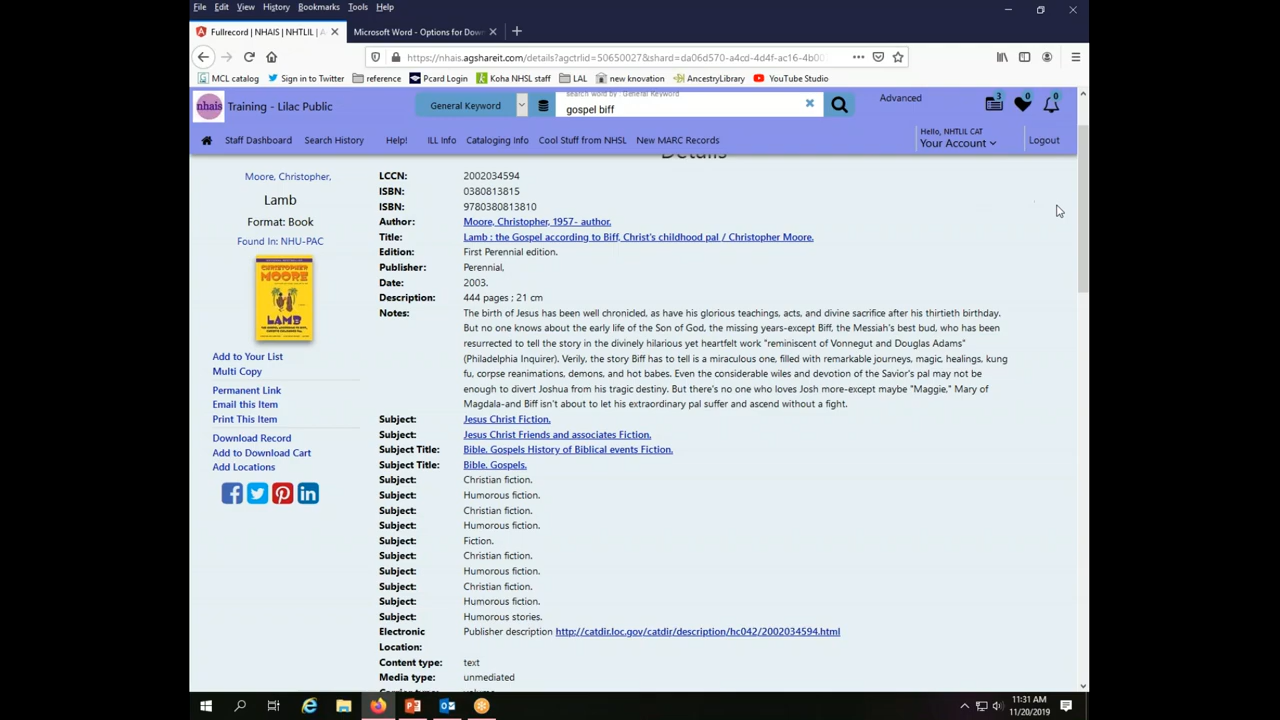 File Edit View History Bookmarks Tools Help
Fullrecord | NHAIS | NHTLIL | A
Microsoft Word - Options for Dow
https://nhais.agshareit.com/details?agctrlid=50650027&shard=da06d570-a4cd-4d4f-ac16-4b0
MCL catalog Sign in to Twitter reference Pcard Login Koha NHSL staff LAL new knovation AncestryLibrary YouTube Studio
nhais Training - Lilac Public
General Keyword
search word by : General Keyword
gospel biff
Advanced
3 0 0
Staff Dashboard Search History Help! ILL Info Cataloging Info Cool Stuff from NHSL New MARC Records
Hello, NHTLIL CAT
Your Account
Logout
Details
Moore, Christopher,
Lamb
Format: Book
Found In: NHU-PAC
CHRISTOPHER
MOORE
LAMB
Add to Your List
Multi Copy
Permanent Link
Email this Item
Print This Item
Download Record
Add to Download Cart
Add Locations
LCCN: 2002034594
ISBN: 0380813815
ISBN: 9780380813810
Author: Moore, Christopher, 1957- author.
Title: Lamb : the Gospel according to Biff, Christ's childhood pal / Christopher Moore.
Edition: First Perennial edition.
Publisher: Perennial,
Date: 2003.
Description: 444 pages ; 21 cm
Notes: The birth of Jesus has been well chronicled, as have his glorious teachings, acts, and divine sacrifice after his thirtieth birthday.
But no one knows about the early life of the Son of God, the missing years-except Biff, the Messiah's best bud, who has been
resurrected to tell the story in the divinely hilarious yet heartfelt work "reminiscent of Vonnegut and Douglas Adams"
(Philadelphia Inquirer). Verily, the story Biff has to tell is a miraculous one, filled with remarkable journeys, magic, healings, kung
fu, corpse reanimations, demons, and hot babes. Even the considerable wiles and devotion of the Savior's pal may not be
enough to divert Joshua from his tragic destiny. But there's no one who loves Josh more-except maybe "Maggie," Mary of
Magdala-and Biff isn't about to let his extraordinary pal suffer and ascend without a fight.
Subject: Jesus Christ Fiction.
Subject: Jesus Christ Friends and associates Fiction.
Subject Title: Bible. Gospels History of Biblical events Fiction.
Subject Title: Bible. Gospels.
Subject: Christian fiction.
Subject: Humorous fiction.
Subject: Christian fiction.
Subject: Humorous fiction.
Subject: Fiction.
Subject: Christian fiction.
Subject: Humorous fiction.
Subject: Christian fiction.
Subject: Humorous fiction.
Subject: Humorous stories.
Electronic Publisher description http://catdir.loc.gov/catdir/description/hc042/2002034594.html
Location:
Content type: text
Media type: unmediated
Carrier type: volume
11:31 AM
11/20/2019